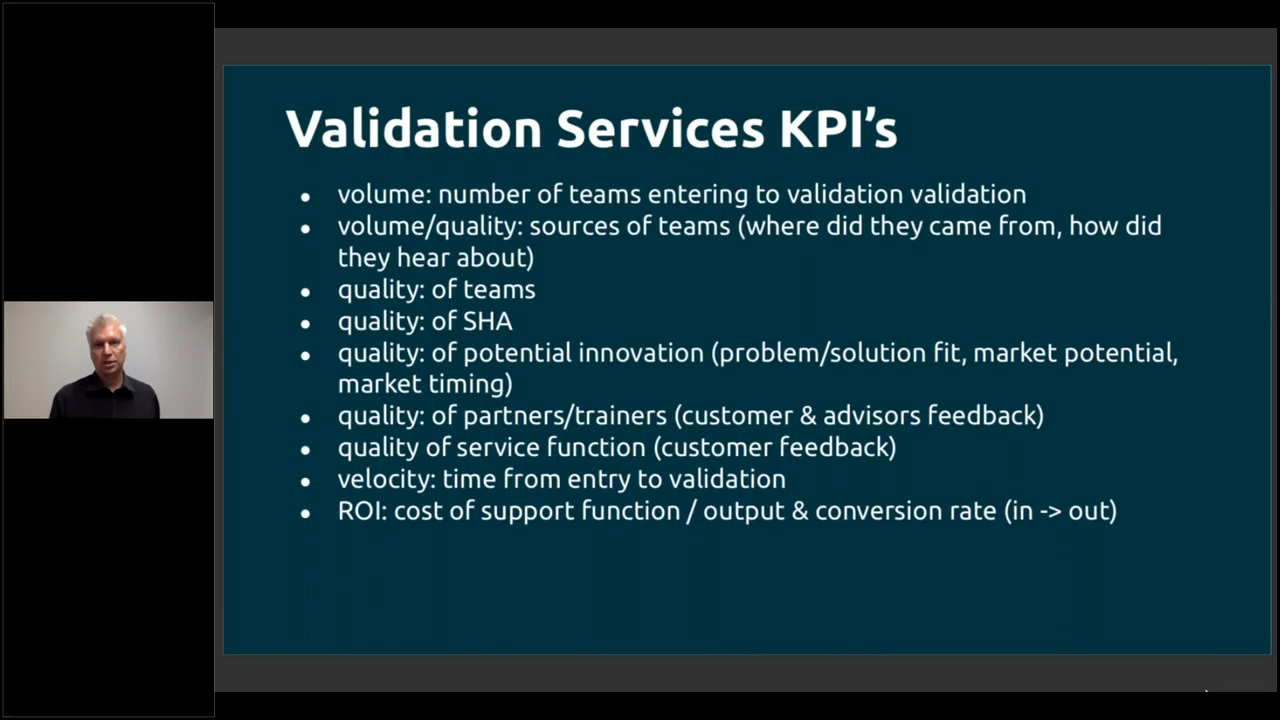 Validation Services KPI’s
• volume: number of teams entering to validation validation
• volume/quality: sources of teams (where did they came from, how did
they hear about)
• quality: of teams
• quality: of SHA
• quality: of potential innovation (problem/solution fit, market potential,
market timing)
• quality: of partners/trainers (customer & advisors feedback)
• quality of service function (customer feedback)
• velocity: time from entry to validation
• ROI: cost of support function / output & conversion rate (in -> out)